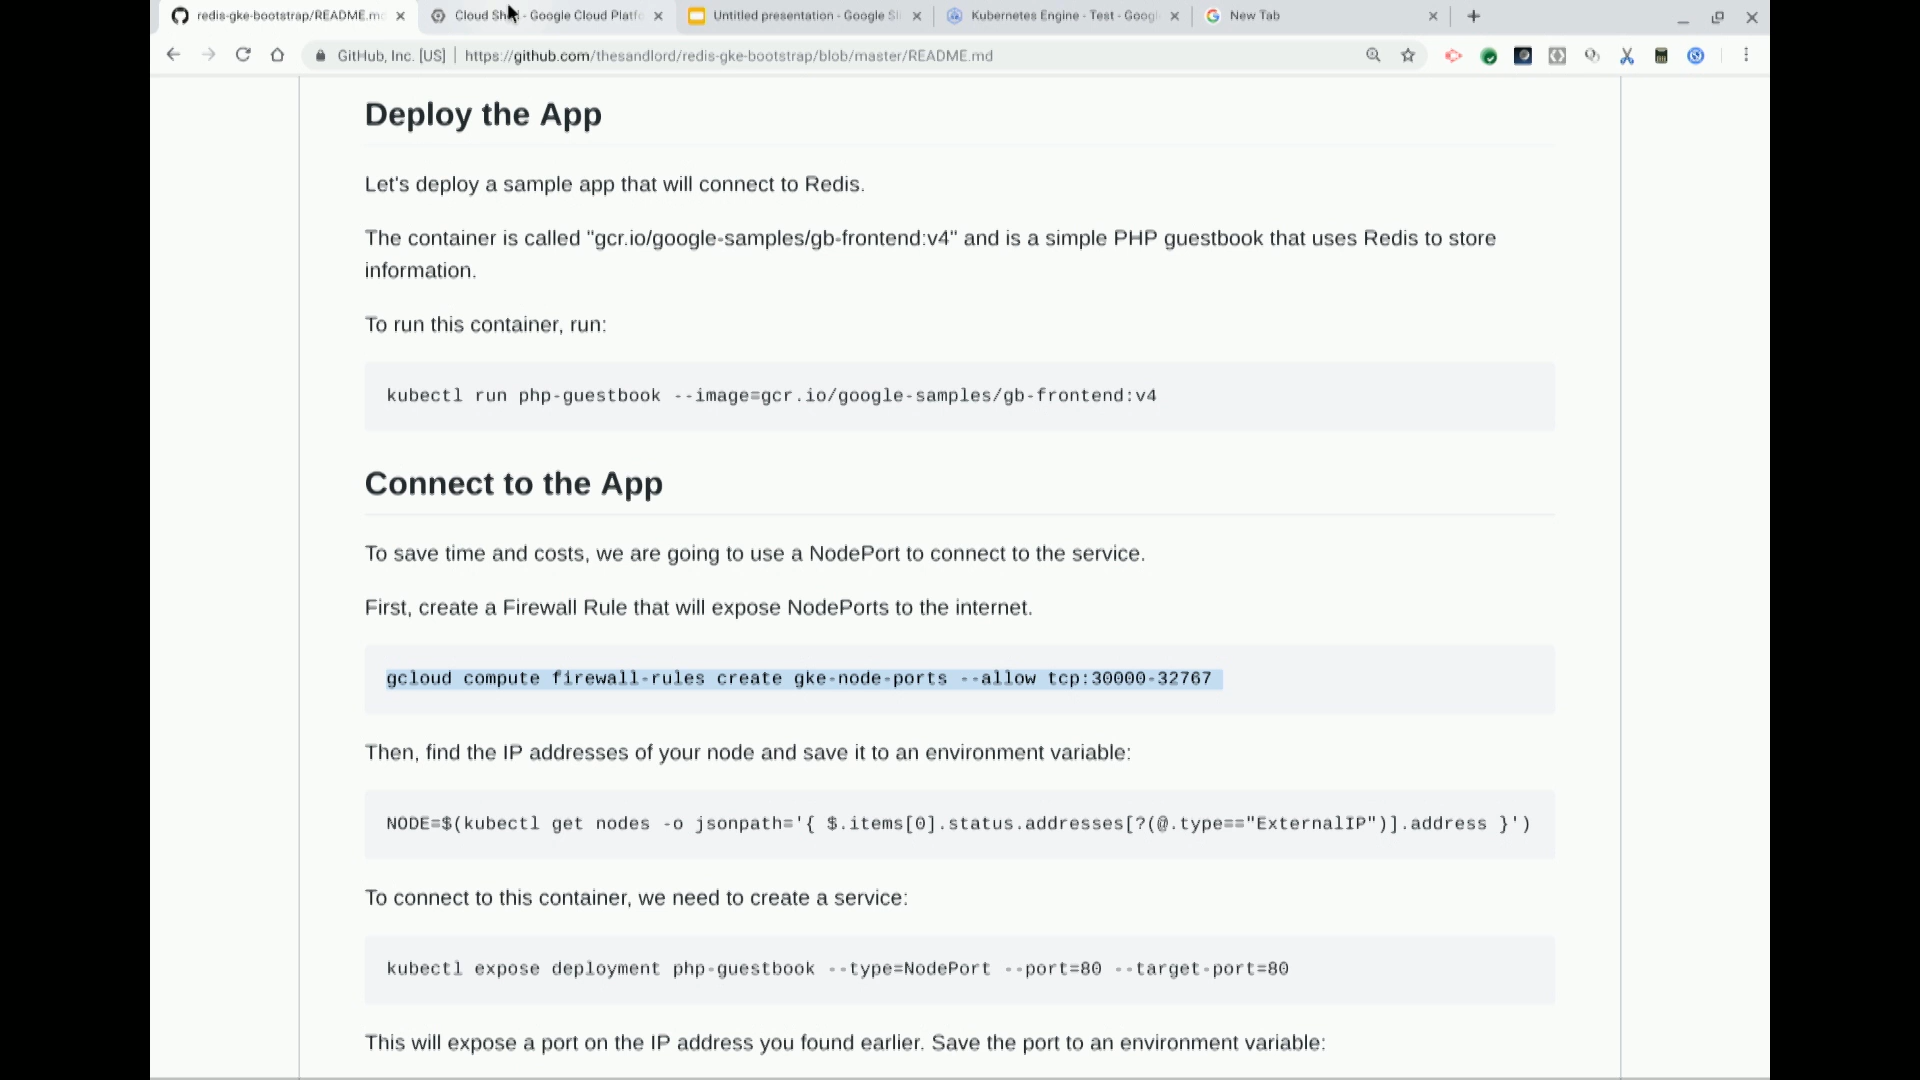 redis-gke-bootstrap/README.m
Cloud Sh - Google Cloud Platf
Untitled presentation - Google Sl
Kubernetes Engine - Test - Goog
New Tab
GitHub, Inc. [US] | https://github.com/thesandlord/redis-gke-bootstrap/blob/master/README.md
Deploy the App
Let's deploy a sample app that will connect to Redis.
The container is called "gcr.io/google-samples/gb-frontend:v4" and is a simple PHP guestbook that uses Redis to store
information.
To run this container, run:
kubectl run php-guestbook --image=gcr.io/google-samples/gb-frontend:v4
Connect to the App
To save time and costs, we are going to use a NodePort to connect to the service.
First, create a Firewall Rule that will expose NodePorts to the internet.
gcloud compute firewall-rules create gke-node-ports --allow tcp:30000-32767
Then, find the IP addresses of your node and save it to an environment variable:
NODE=$(kubectl get nodes -o jsonpath='{ $.items[0].status.addresses[?(@.type=="ExternalIP")].address }')
To connect to this container, we need to create a service:
kubectl expose deployment php-guestbook --type=NodePort --port=80 --target-port=80
This will expose a port on the IP address you found earlier. Save the port to an environment variable: